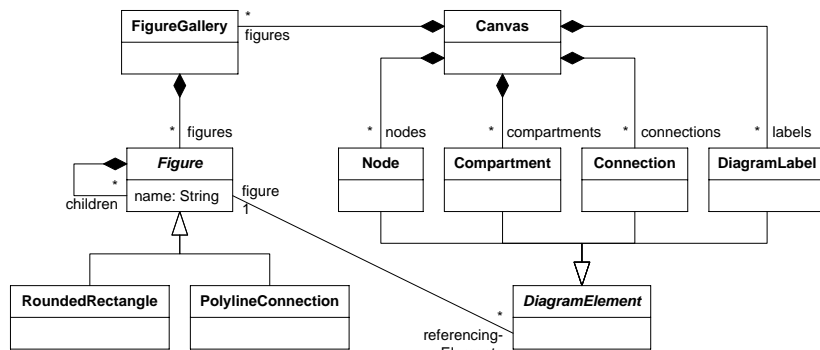 FigureGallery
*
figures
Canvas
* figures
* nodes
* compartments
* connections
* labels
Figure
name: String
*
children
figure
1
Node
Compartment
Connection
DiagramLabel
RoundedRectangle
PolylineConnection
DiagramElement
*
referencing-